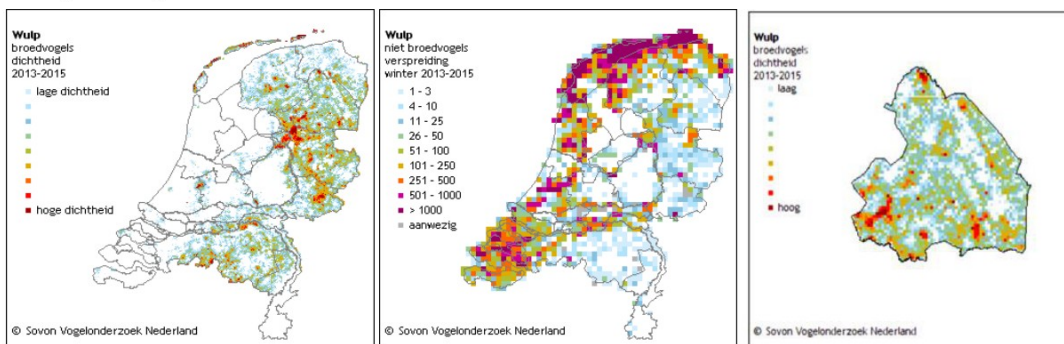 Wulp
broedvogels
dichtheid
2013-2015
lage dichtheid
hoge dichtheid
© Sovon Vogelonderzoek Nederland
Wulp
niet broedvogels
verspreiding
winter 2013-2015
1 - 3
4 - 10
11 - 25
26 - 50
51 - 100
101 - 250
251 - 500
501 - 1000
> 1000
aanwezig
© Sovon Vogelonderzoek Nederland
Wulp
broedvogels
dichtheid
2013-2015
laag
hoog
© Sovon Vogelonderzoek Nederland